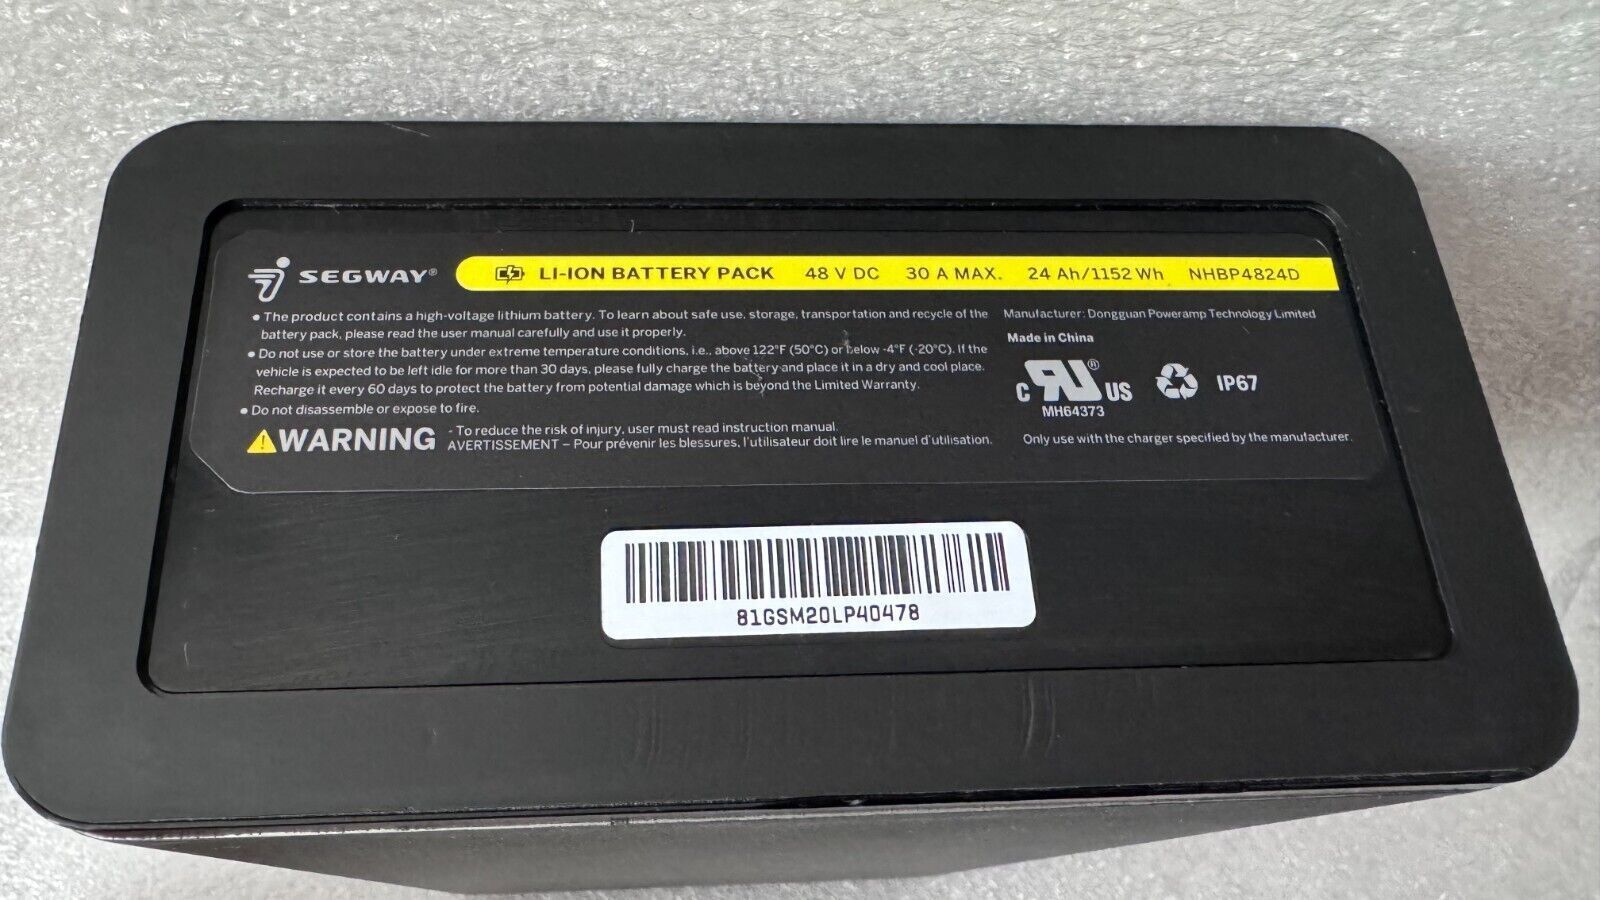 SEGWAY®
LI-ION BATTERY PACK 48 V DC 30 A MAX. 24 Ah/1152 Wh NHBP4824D
• The product contains a high-voltage lithium battery. To learn about safe use, storage, transportation and recycle of the
battery pack, please read the user manual carefully and use it properly.
• Do not use or store the battery under extreme temperature conditions, i.e., above 122°F (50°C) or below -4°F (-20°C). If the
vehicle is expected to be left idle for more than 30 days, please fully charge the battery and place it in a dry and cool place.
Recharge it every 60 days to protect the battery from potential damage which is beyond the Limited Warranty.
• Do not disassemble or expose to fire.
WARNING
- To reduce the risk of injury, user must read instruction manual.
AVERTISSEMENT – Pour prévenir les blessures, l'utilisateur doit lire le manuel d'utilisation.
Manufacturer: Dongguan Poweramp Technology Limited
Made in China
C RU® US IP67
MH64373
Only use with the charger specified by the manufacturer.
81GSM20LP40478